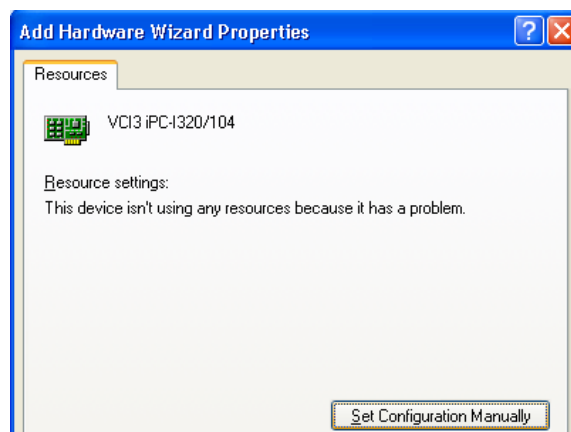 Add Hardware Wizard Properties
Resources
VCI3 iPC-I320/104
Resource settings:
This device isn't using any resources because it has a problem.
Set Configuration Manually